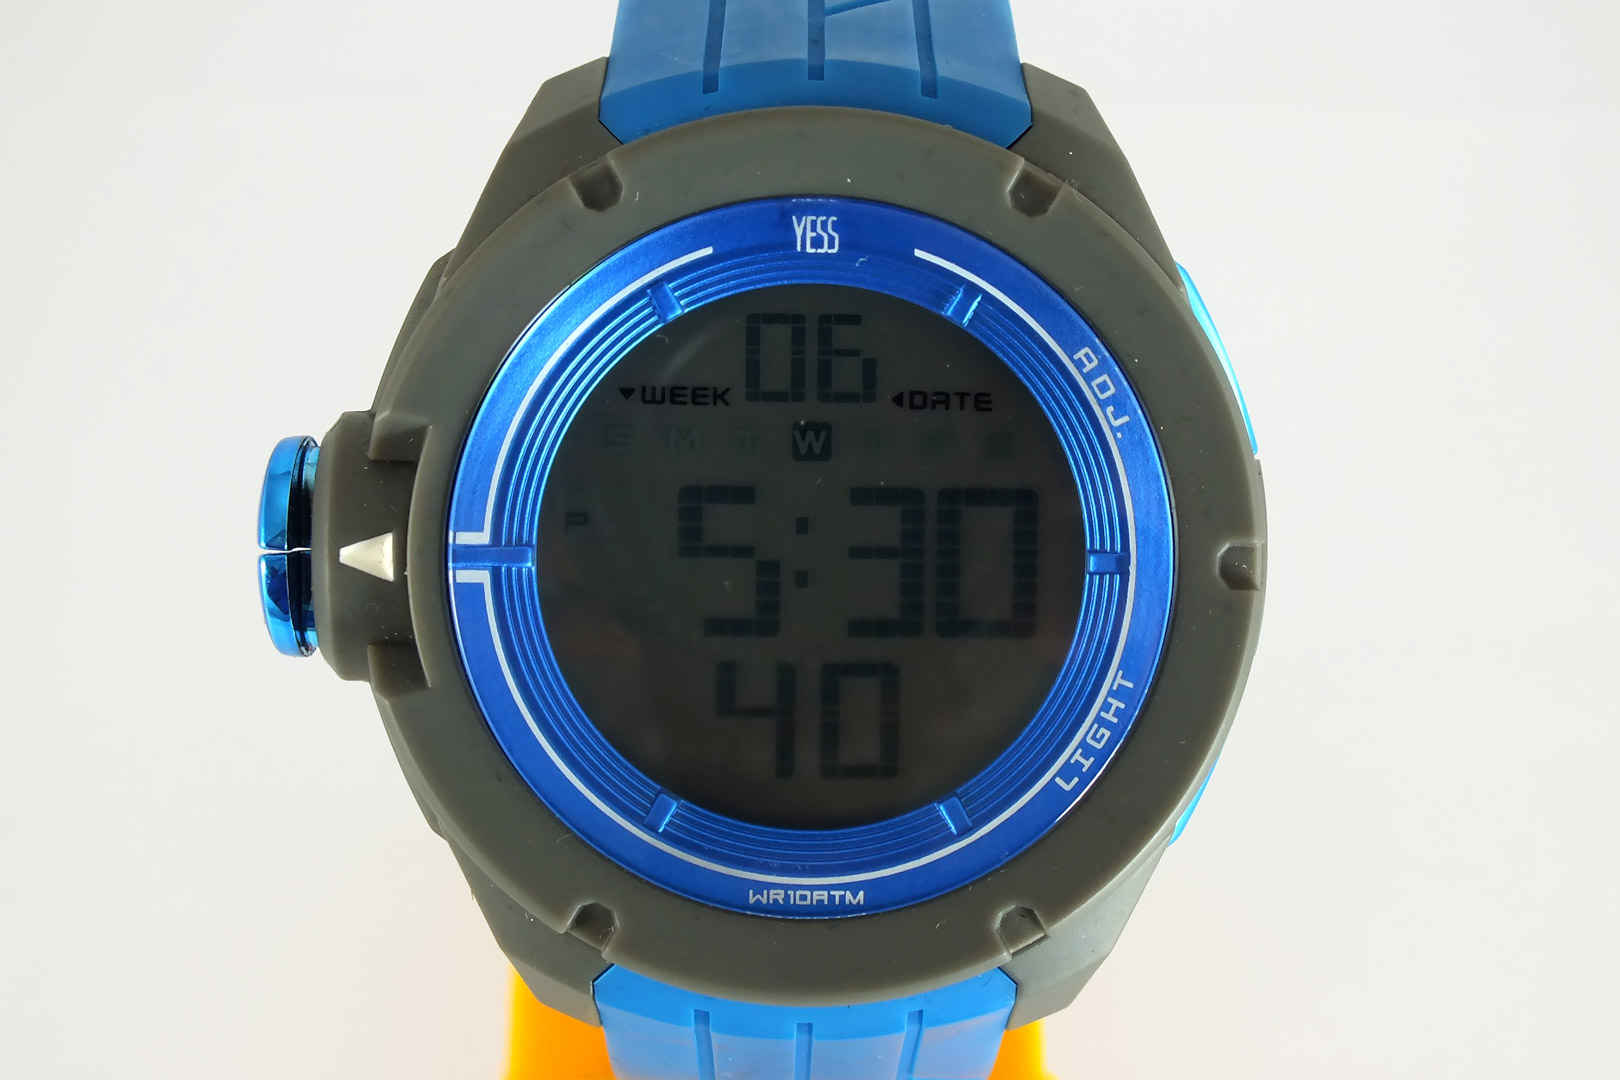 YESS
06
WEEK
DATE
S M T W
P
5:30
40
ADJ.
LIGHT
WR10ATM